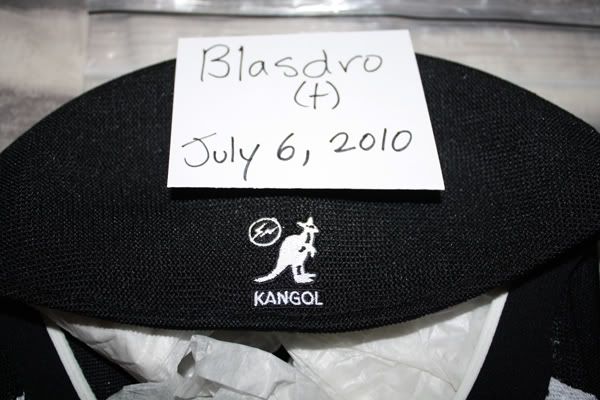 Blasdro
(t)
July 6, 2010
KANGOL